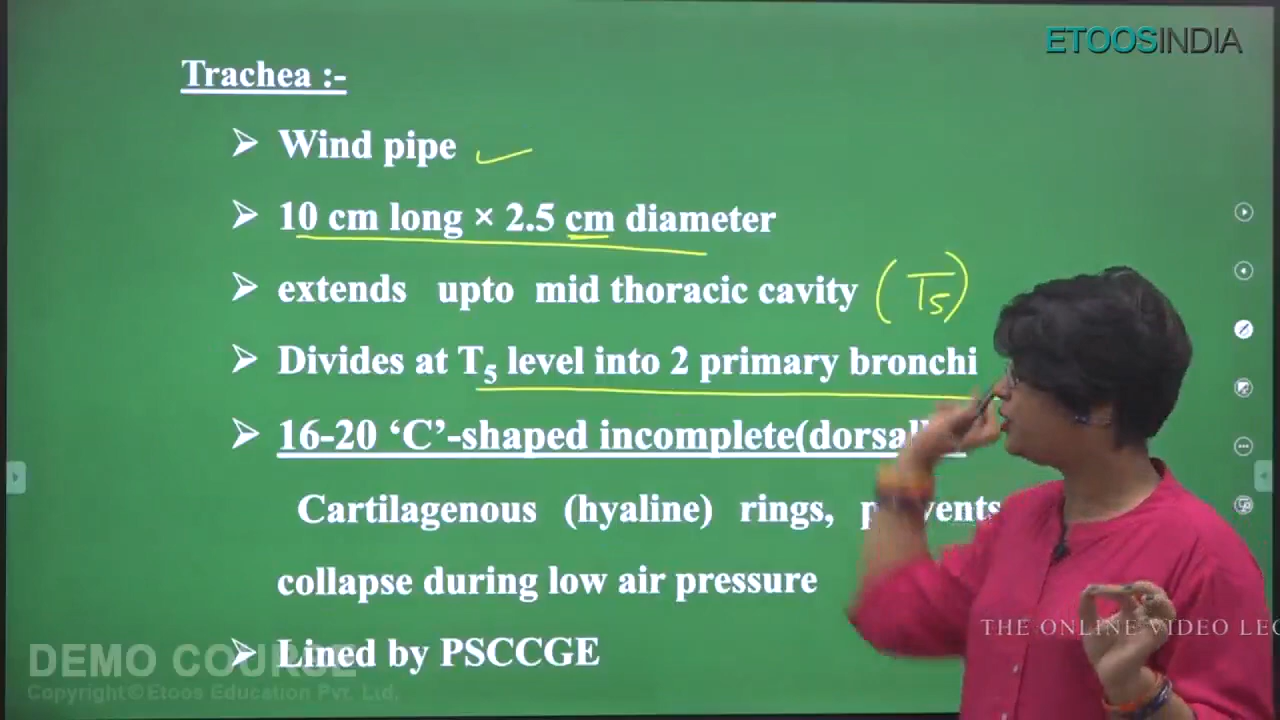 ETOOSINDIA
Trachea :-
➢ Wind pipe
➢ 10 cm long × 2.5 cm diameter
➢ extends upto mid thoracic cavity (T5)
➢ Divides at T5 level into 2 primary bronchi
➢ 16-20 ‘C’-shaped incomplete(dorsally)
Cartilagenous (hyaline) rings, prevents
collapse during low air pressure
➢ Lined by PSCCGE
THE ONLINE VIDEO LEC
DEMO COURSE
Copyright©Etoos Education Pvt. Ltd.